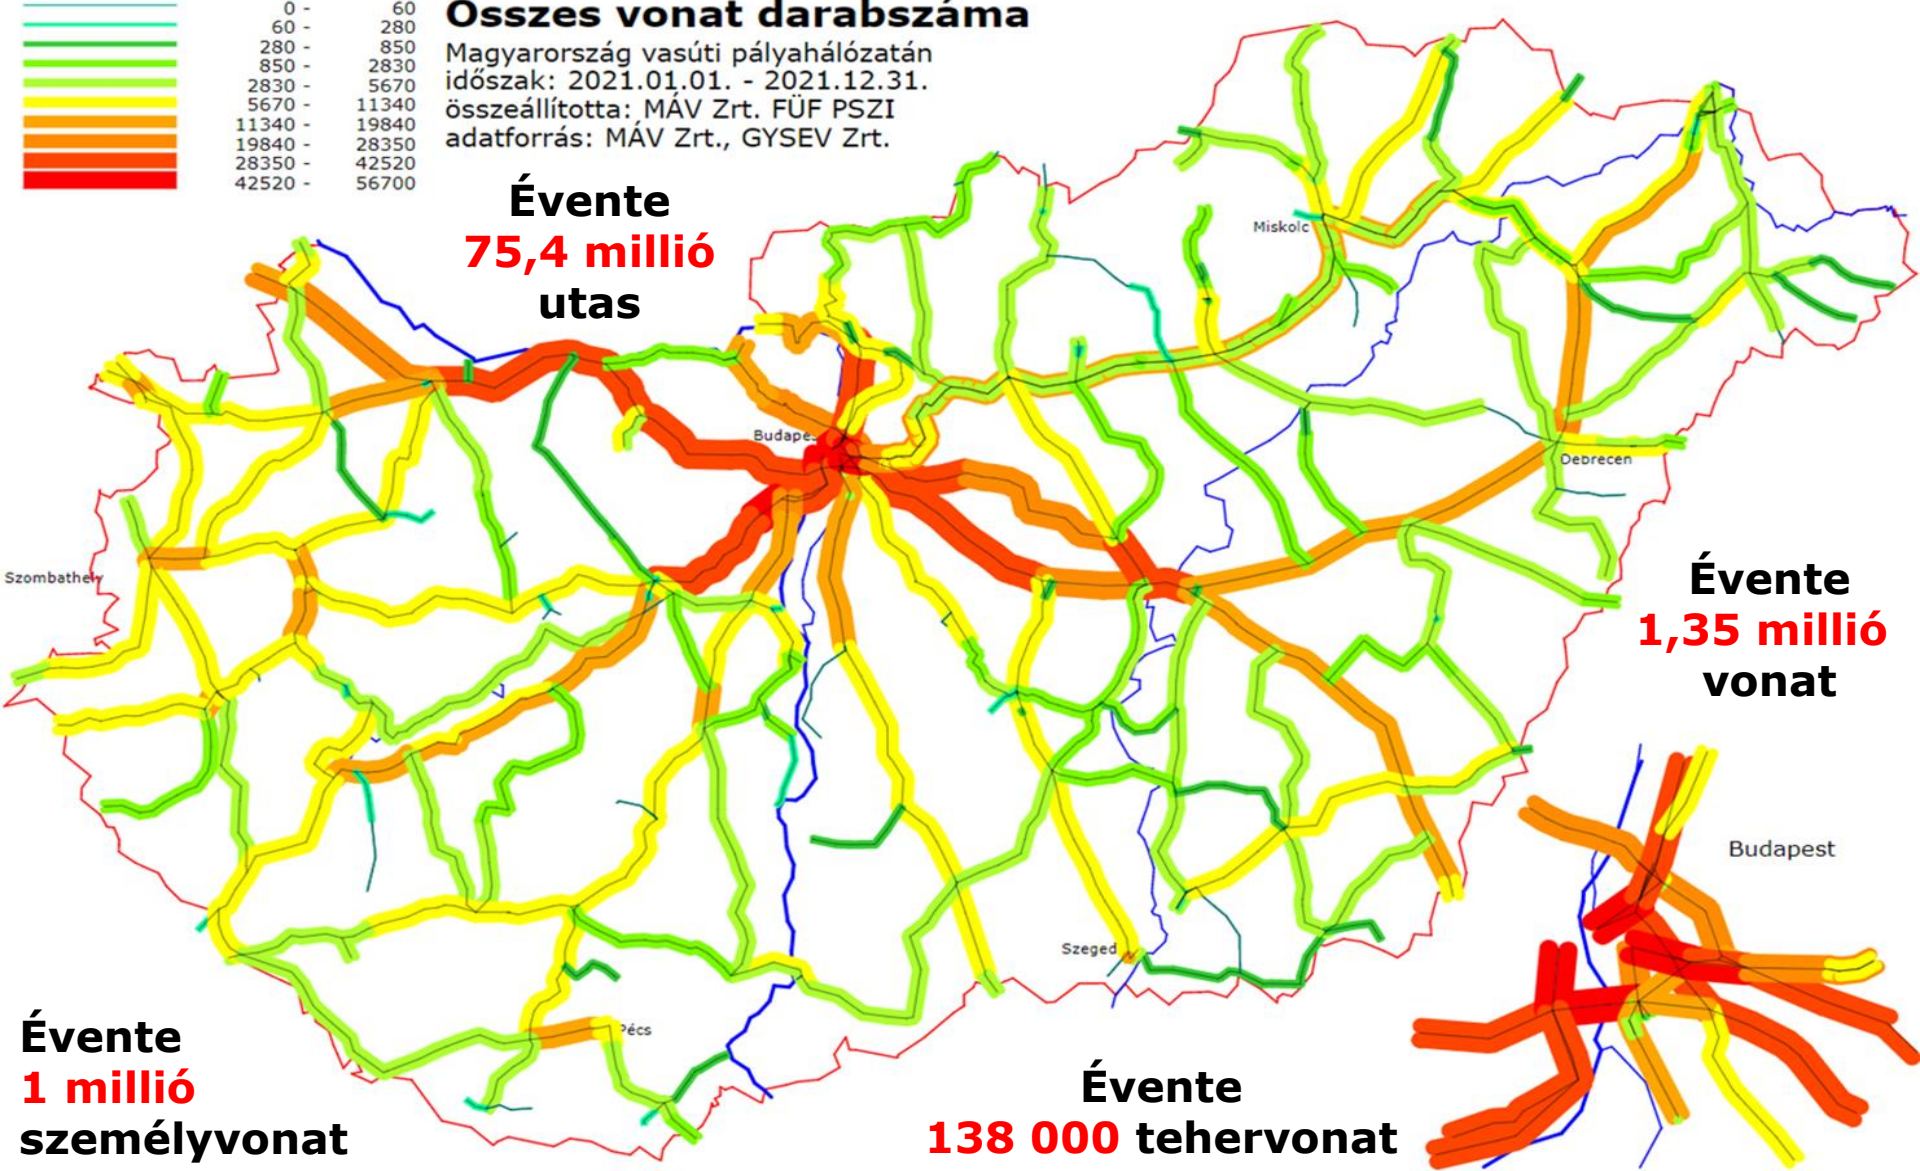 0 - 60
60 - 280
280 - 850
850 - 2830
2830 - 5670
5670 - 11340
11340 - 19840
19840 - 28350
28350 - 42520
42520 - 56700
Összes vonat darabszáma
Magyarország vasúti pályahálózatán
időszak: 2021.01.01. - 2021.12.31.
összeállította: MÁV Zrt. FÜF PSZI
adatforrás: MÁV Zrt., GYSEV Zrt.
Évente
75,4 millió
utas
Miskolc
Budape
Debrecen
Szombathely
Évente
1,35 millió
vonat
Budapest
Szeged
Pécs
Évente
1 millió
személyvonat
Évente
138 000 tehervonat